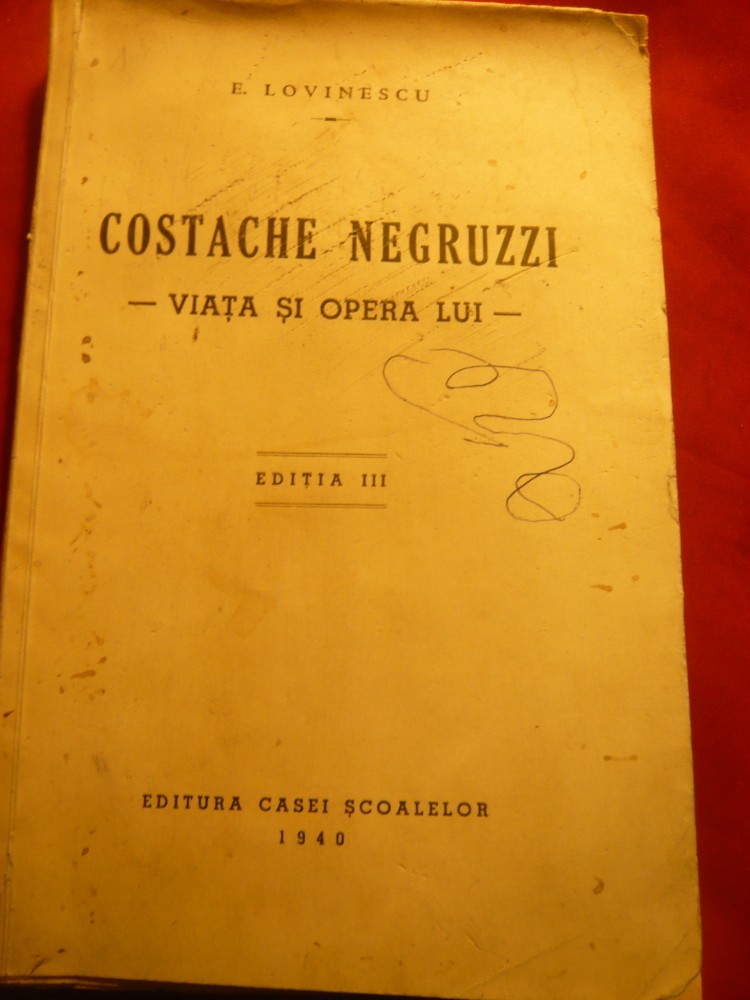 E. LOVINESCU
COSTACHE NEGRUZZI
— VIAȚA ȘI OPERA LUI —
EDIȚIA III
EDITURA CASEI ȘCOALELOR
1940